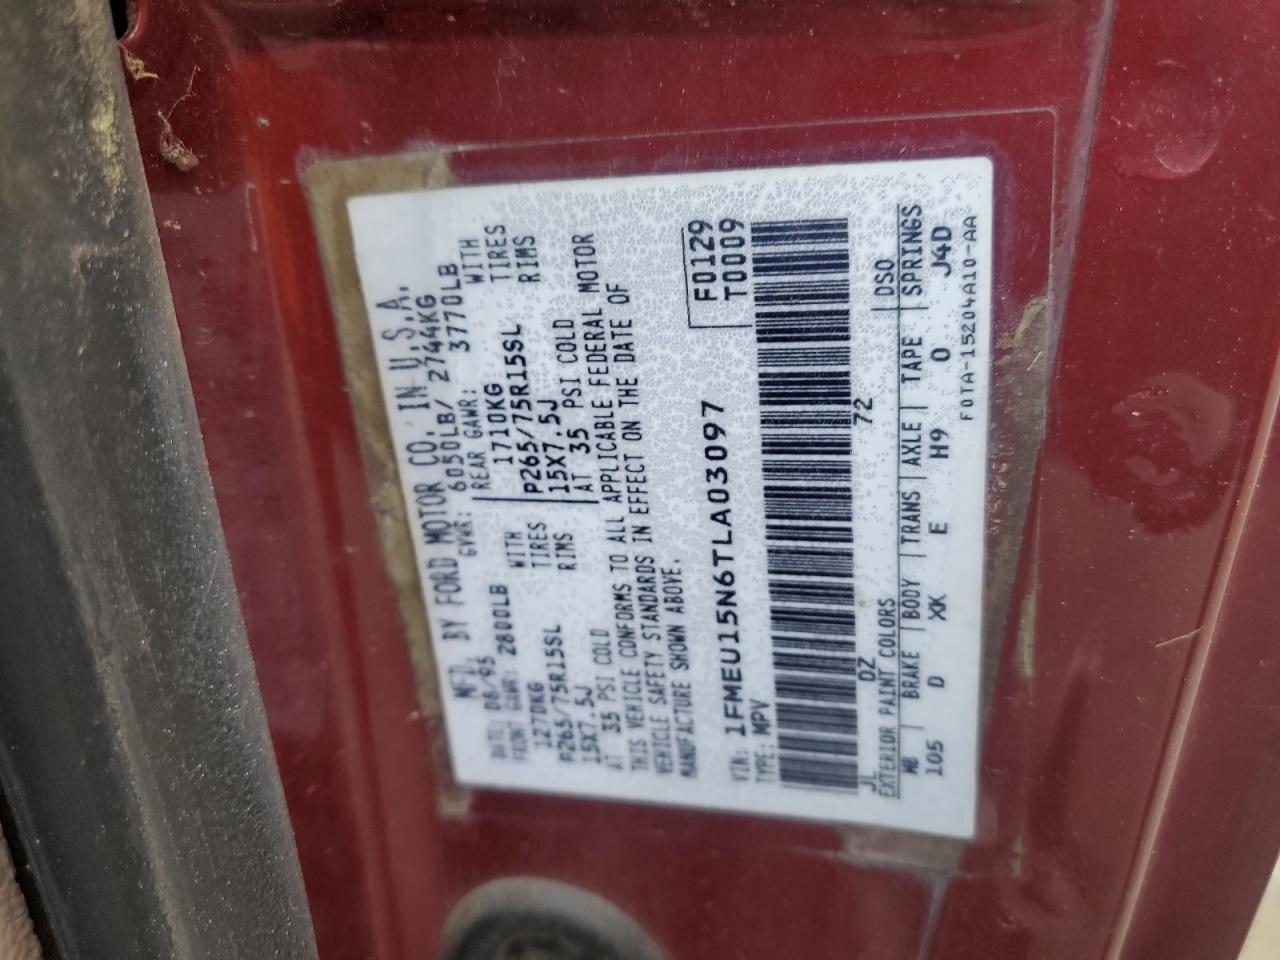 MFD. BY FORD MOTOR CO. IN U.S.A.
DATE: 08/95 GVWR: 6050LB/ 2744KG
FRONT GAWR: 2800LB REAR GAWR: 3770LB
1270KG WITH 1710KG WITH
P265/75R15SL TIRES P265/75R15SL TIRES
15X7.5J RIMS 15X7.5J RIMS
AT 35 PSI COLD AT 35 PSI COLD
THIS VEHICLE CONFORMS TO ALL APPLICABLE FEDERAL MOTOR
VEHICLE SAFETY STANDARDS IN EFFECT ON THE DATE OF
MANUFACTURE SHOWN ABOVE.
F0129
VIN: 1FMEU15N6TLA03097 T0009
TYPE: MPV
JL DZ 72
EXTERIOR PAINT COLORS DSO
WB BRAKE BODY TRANS AXLE TAPE SPRINGS
105 D XK E H9 O J4D
F0TA-15204A10-AA